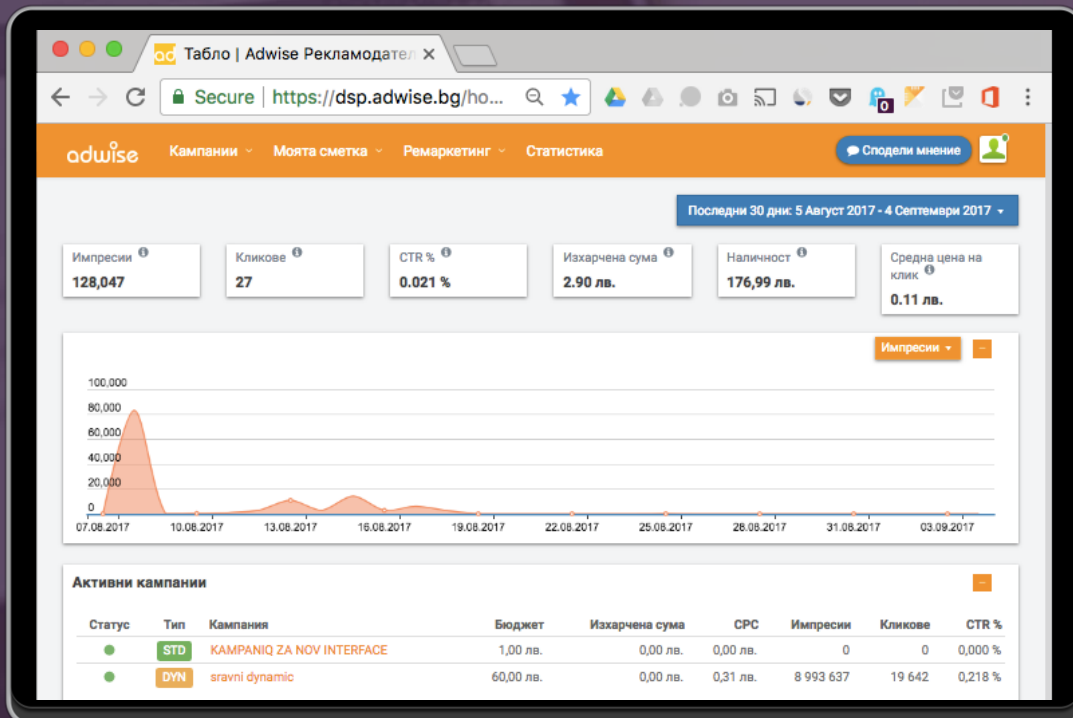 ad Табло | Adwise Рекламодател
Secure | https://dsp.adwise.bg/ho...
0
adwise Кампании Моята сметка Ремаркетинг Статистика Сподели мнение
Последни 30 дни: 5 Август 2017 - 4 Септември 2017
Импресии Кликове CTR % Изхарчена сума Наличност Средна цена на
клик
128,047 27 0.021 % 2.90 лв. 176,99 лв.
0.11 лв.
Импресии
100,000
80,000
60,000
40,000
20,000
0
07.08.2017 10.08.2017 13.08.2017 16.08.2017 19.08.2017 22.08.2017 25.08.2017 28.08.2017 31.08.2017 03.09.2017
Активни кампании
Статус Тип Кампания Бюджет Изхарчена сума CPC Импресии Кликове CTR %
STD KAMPANIQ ZA NOV INTERFACE 1,00 лв. 0,00 лв. 0,00 лв. 0 0 0,000 %
DYN sravni dynamic 60,00 лв. 0,00 лв. 0,31 лв. 8 993 637 19 642 0,218 %